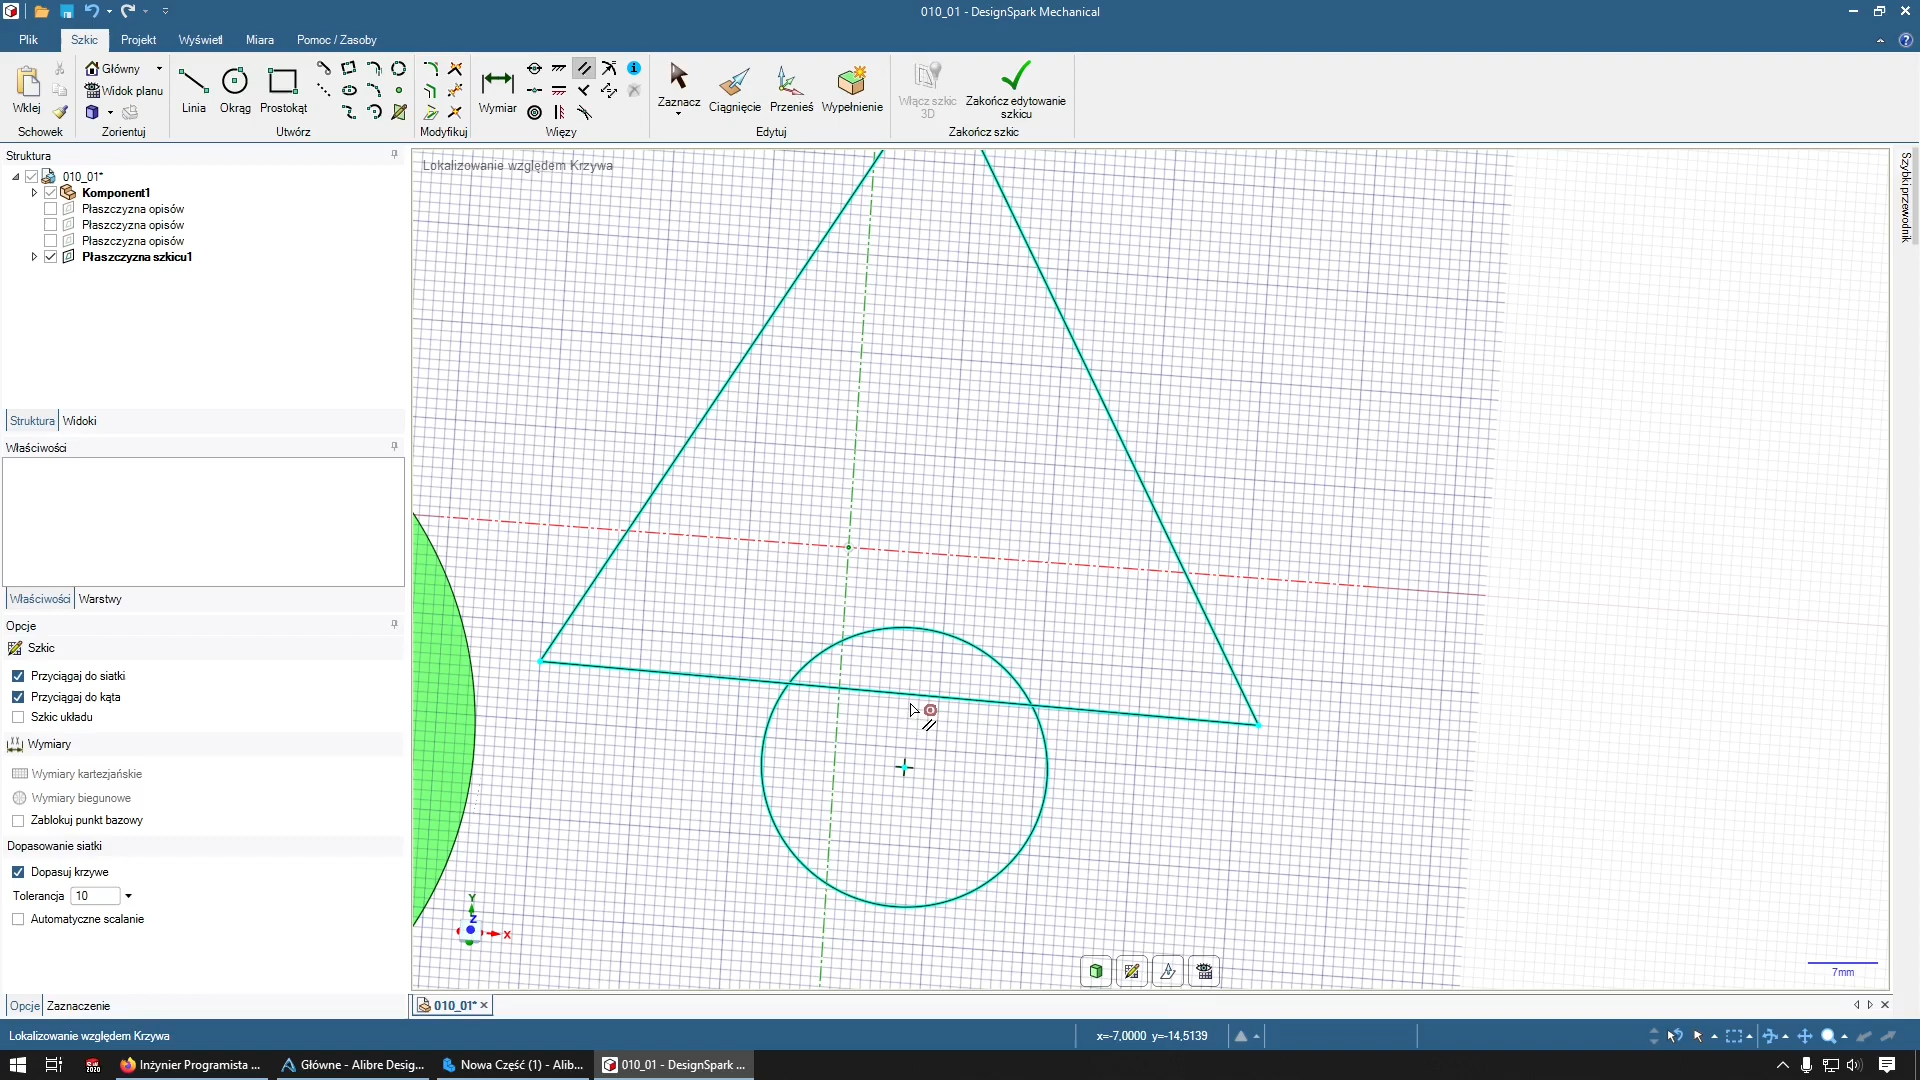 010_01 - DesignSpark Mechanical
Plik
Szkic
Projekt
Wyświetl
Miara
Pomoc / Zasoby
Wklej
Schowek
Główny
Widok planu
Zorientuj
Linia
Okrąg
Prostokąt
Utwórz
Modyfikuj
Wymiar
Więzy
Zaznacz
Ciągnięcie
Przenieś
Wypełnienie
Edytuj
Włącz szkic
3D
Zakończ edytowanie
szkicu
Zakończ szkic
Struktura
010_01*
Komponent1
Płaszczyzna opisów
Płaszczyzna opisów
Płaszczyzna opisów
Płaszczyzna szkicu1
Struktura
Widoki
Właściwości
Właściwości
Warstwy
Opcje
Szkic
Przyciągaj do siatki
Przyciągaj do kąta
Szkic układu
Wymiary
Wymiary kartezjańskie
Wymiary biegunowe
Zablokuj punkt bazowy
Dopasowanie siatki
Dopasuj krzywe
Tolerancja 10
Automatyczne scalanie
Opcje
Zaznaczenie
Lokalizowanie względem Krzywa
Szybki przewodnik
Y
Z
X
7mm
010_01*
Lokalizowanie względem Krzywa
x=-7,0000 y=-14,5139
2020
Inżynier Programista ...
Główne - Alibre Desig...
Nowa Część (1) - Alib...
010_01 - DesignSpark ...